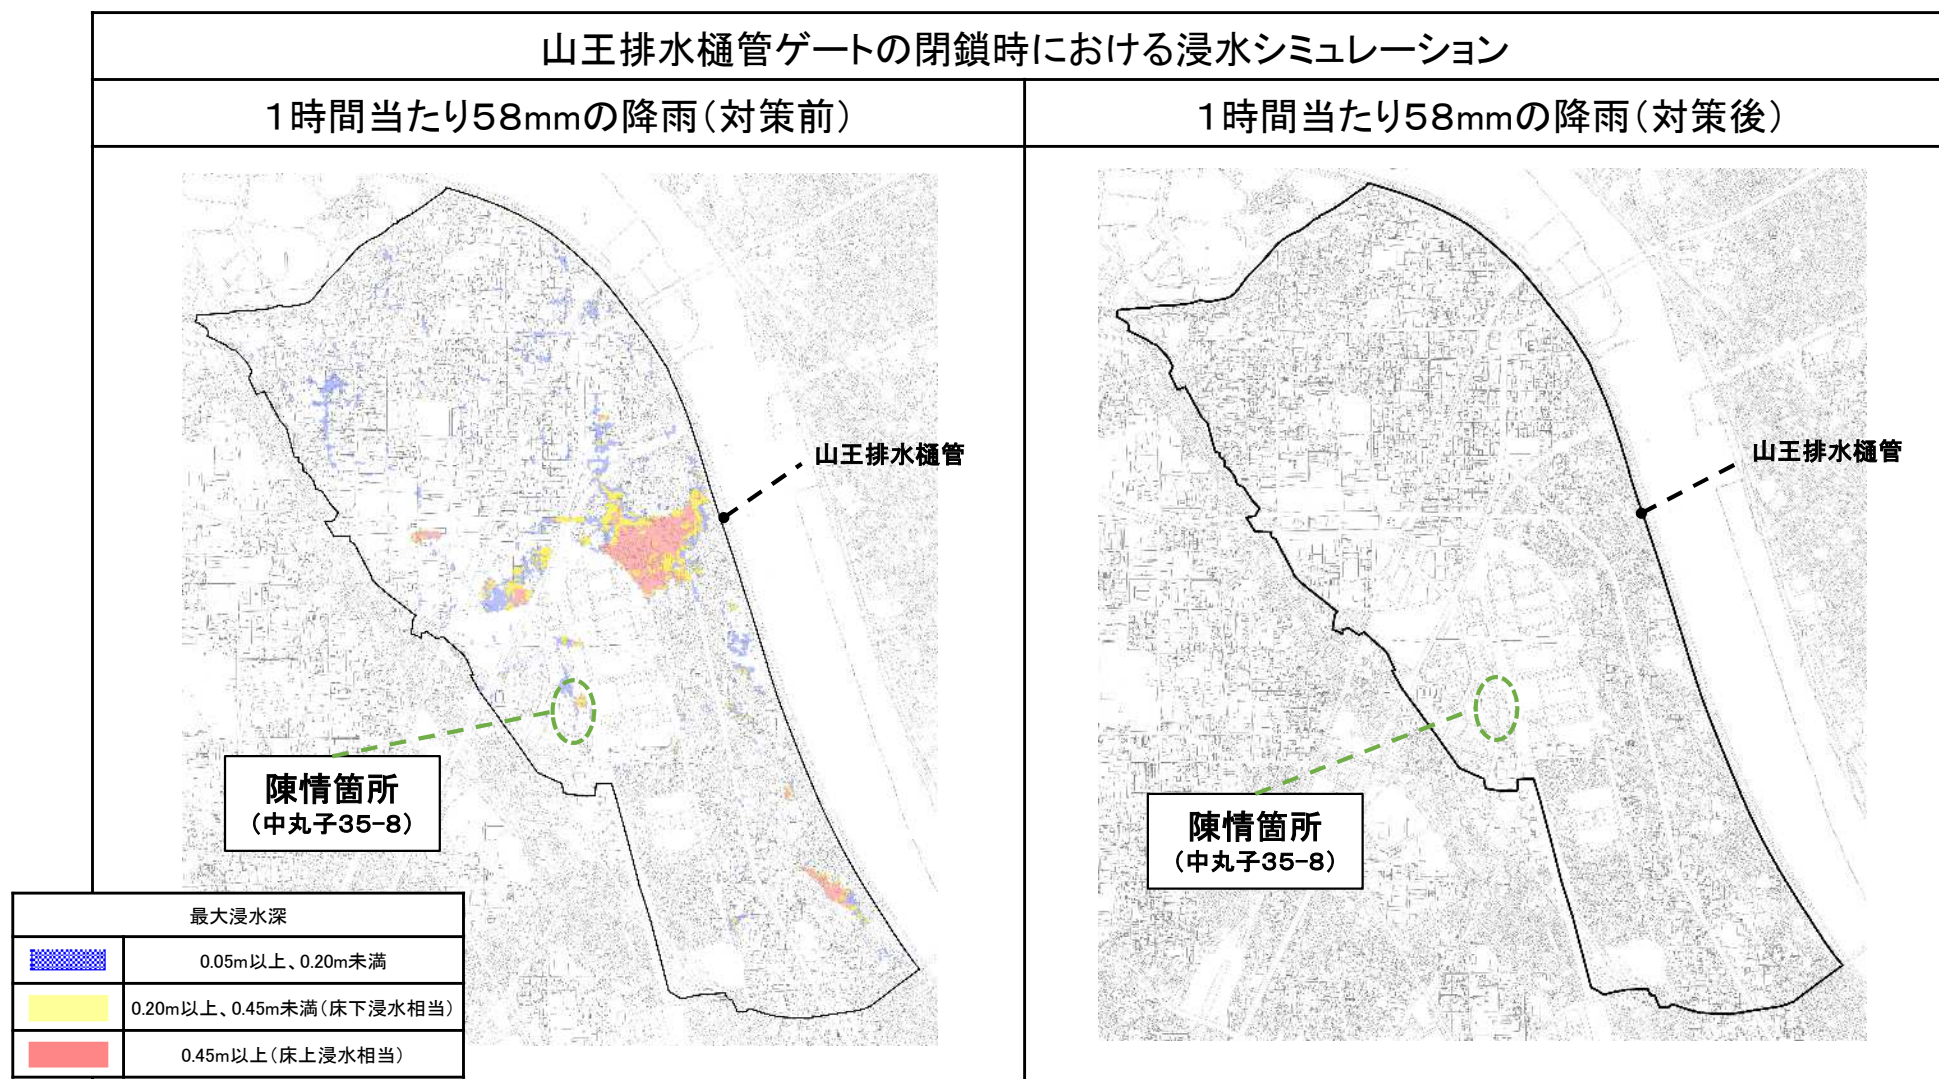 山王排水樋管ゲートの閉鎖時における浸水シミュレーション
1時間当たり58mmの降雨(対策前)
1時間当たり58mmの降雨(対策後)
山王排水樋管
陳情箇所
(中丸子35-8)
山王排水樋管
陳情箇所
(中丸子35-8)
最大浸水深
0.05m以上、0.20m未満
0.20m以上、0.45m未満(床下浸水相当)
0.45m以上(床上浸水相当)